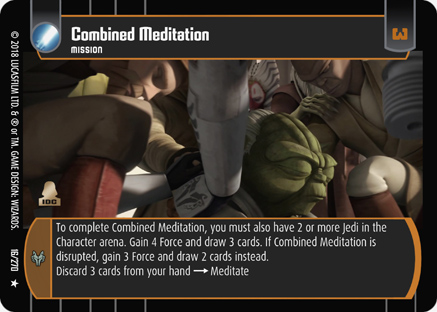 Combined Meditation
MISSION
3
© 2018 LUCASFILM LTD. & ® or TM. GAME DESIGN: WIZARDS.
16/270
IDC
To complete Combined Meditation, you must also have 2 or more Jedi in the
Character arena. Gain 4 Force and draw 3 cards. If Combined Meditation is
disrupted, gain 3 Force and draw 2 cards instead.
Discard 3 cards from your hand → Meditate